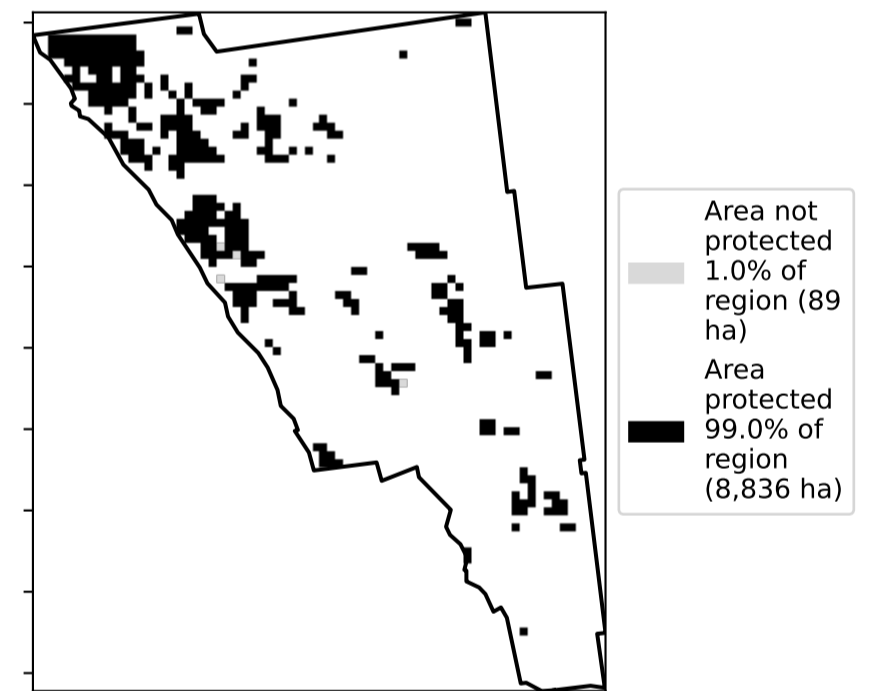 Area not
protected
1.0% of
region (89
ha)
Area
protected
99.0% of
region
(8,836 ha)